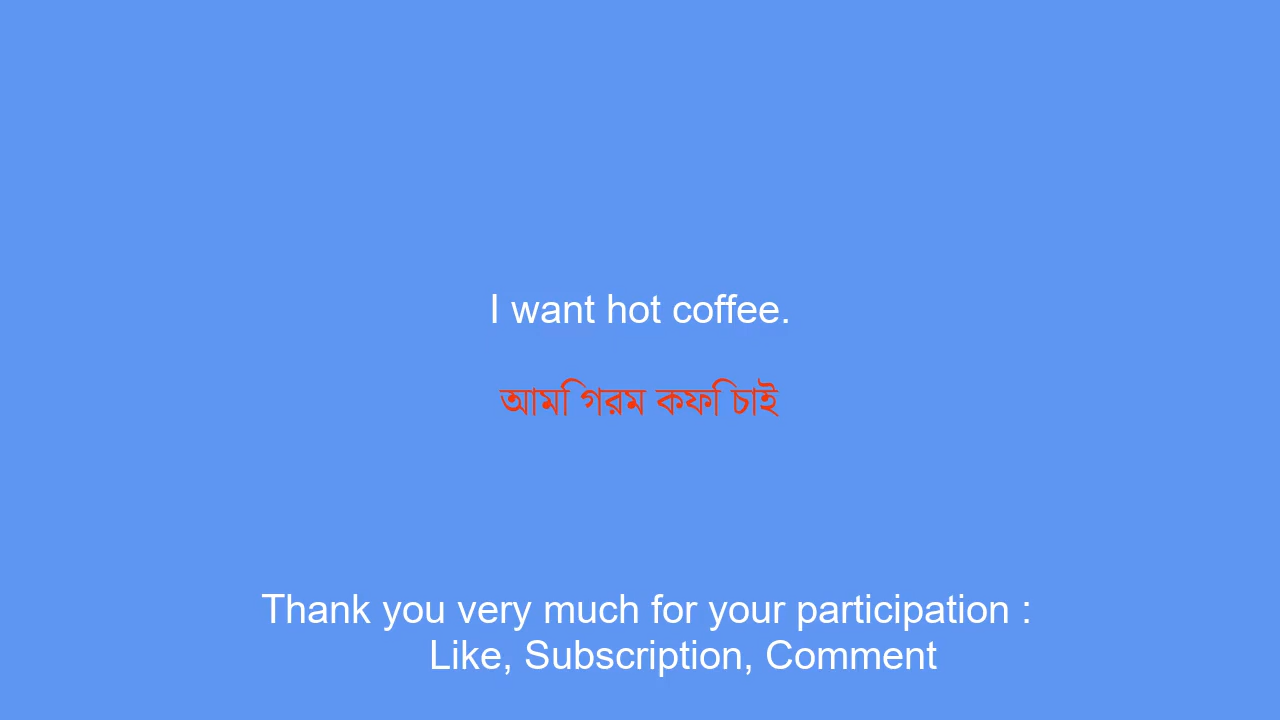 I want hot coffee.
আমি গরম কফি চাই
Thank you very much for your participation :
Like, Subscription, Comment